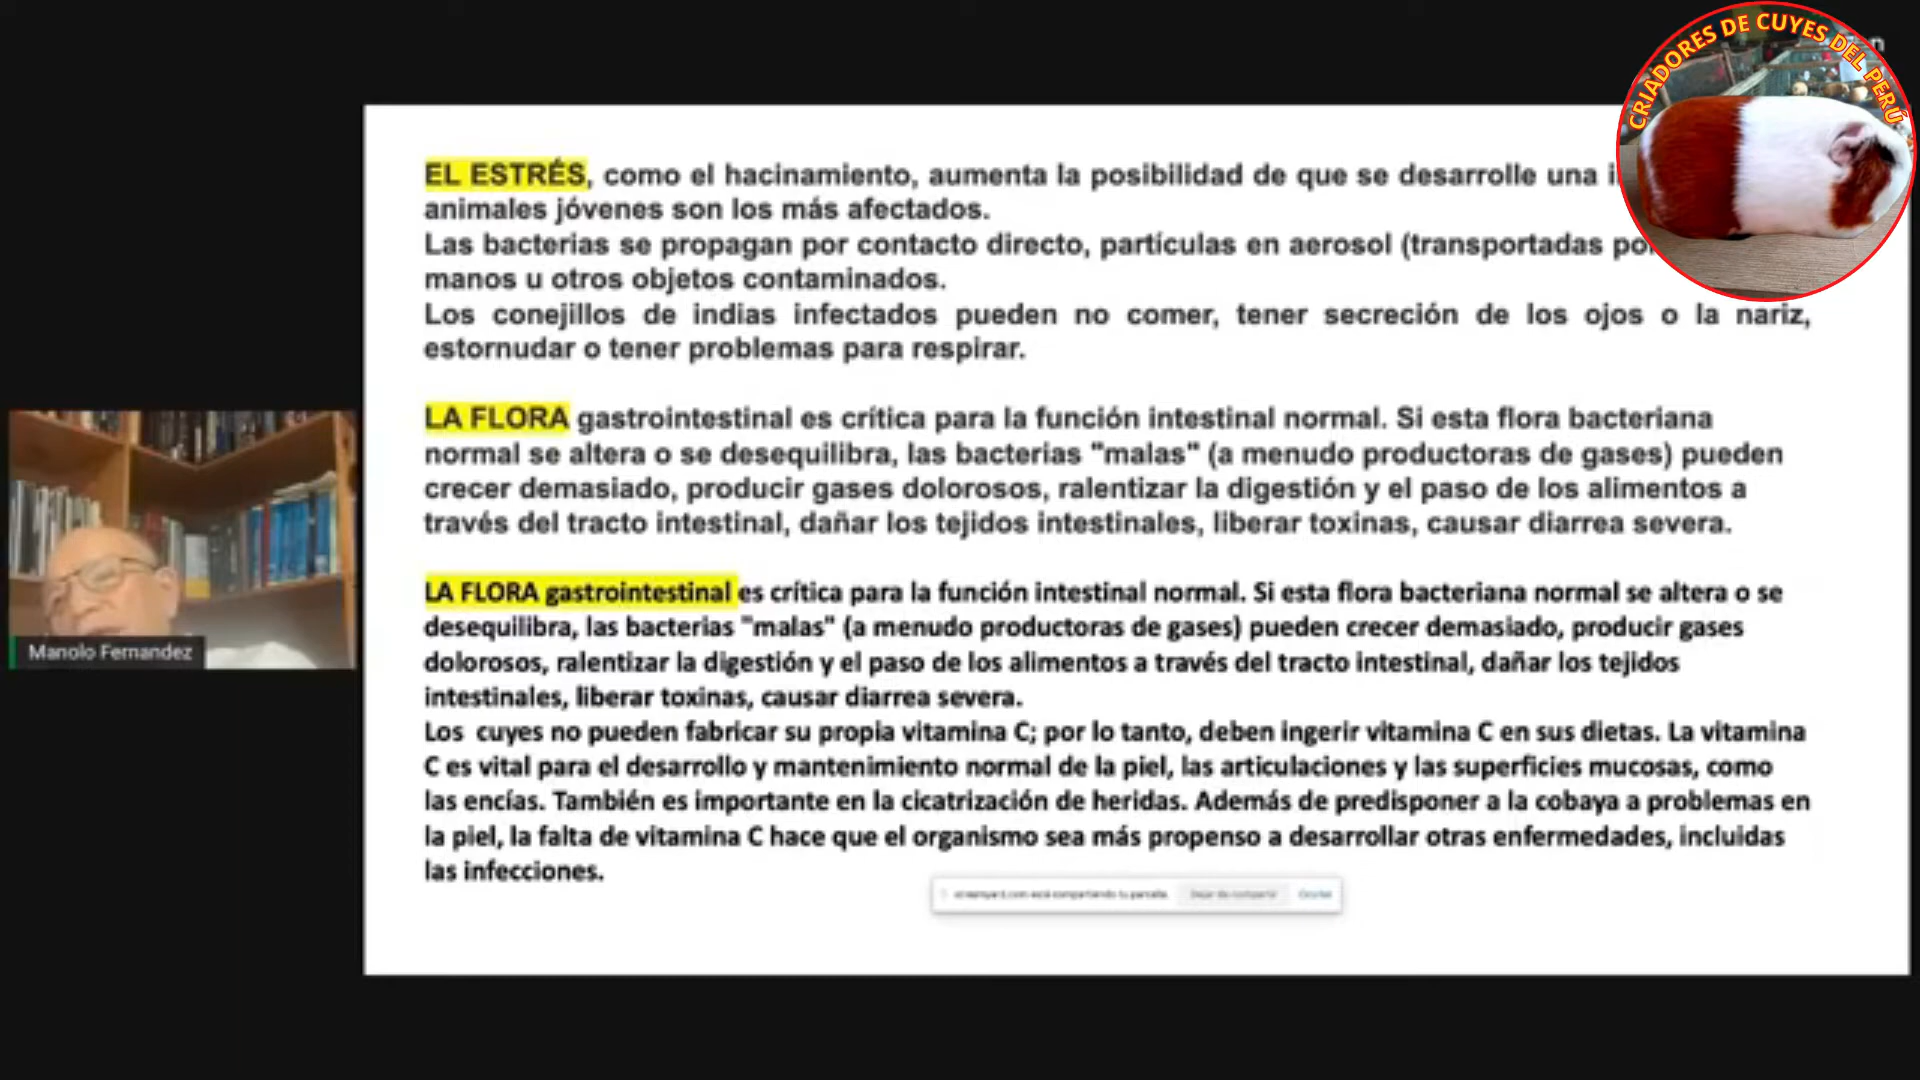 CRIADORES DE CUYES DEL PERÚ
EL ESTRÉS, como el hacinamiento, aumenta la posibilidad de que se desarrolle una
animales jóvenes son los más afectados.
Las bacterias se propagan por contacto directo, partículas en aerosol (transportadas
manos u otros objetos contaminados.
Los conejillos de indias infectados pueden no comer, tener secreción de los ojos o la nariz,
estornudar o tener problemas para respirar.
LA FLORA gastrointestinal es crítica para la función intestinal normal. Si esta flora bacteriana
normal se altera o se desequilibra, las bacterias "malas" (a menudo productoras de gases) pueden
crecer demasiado, producir gases dolorosos, ralentizar la digestión y el paso de los alimentos a
través del tracto intestinal, dañar los tejidos intestinales, liberar toxinas, causar diarrea severa.
LA FLORA gastrointestinal es crítica para la función intestinal normal. Si esta flora bacteriana normal se altera o se
desequilibra, las bacterias "malas" (a menudo productoras de gases) pueden crecer demasiado, producir gases
dolorosos, ralentizar la digestión y el paso de los alimentos a través del tracto intestinal, dañar los tejidos
intestinales, liberar toxinas, causar diarrea severa.
Los cuyes no pueden fabricar su propia vitamina C; por lo tanto, deben ingerir vitamina C en sus dietas. La vitamina
C es vital para el desarrollo y mantenimiento normal de la piel, las articulaciones y las superficies mucosas, como
las encías. También es importante en la cicatrización de heridas. Además de predisponer a la cobaya a problemas en
la piel, la falta de vitamina C hace que el organismo sea más propenso a desarrollar otras enfermedades, incluidas
las infecciones.
Manolo Fernandez